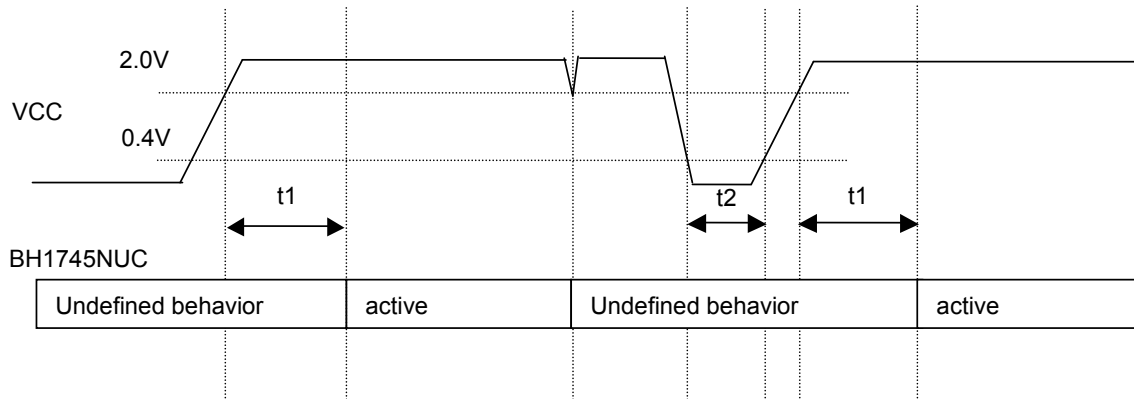 2.0V
VCC
0.4V
t1
t2
t1
BH1745NUC
Undefined behavior
active
Undefined behavior
active